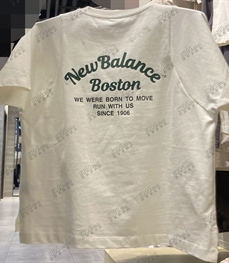 New Balance
Boston
WE WERE BORN TO MOVE
RUN WITH US
SINCE 1906